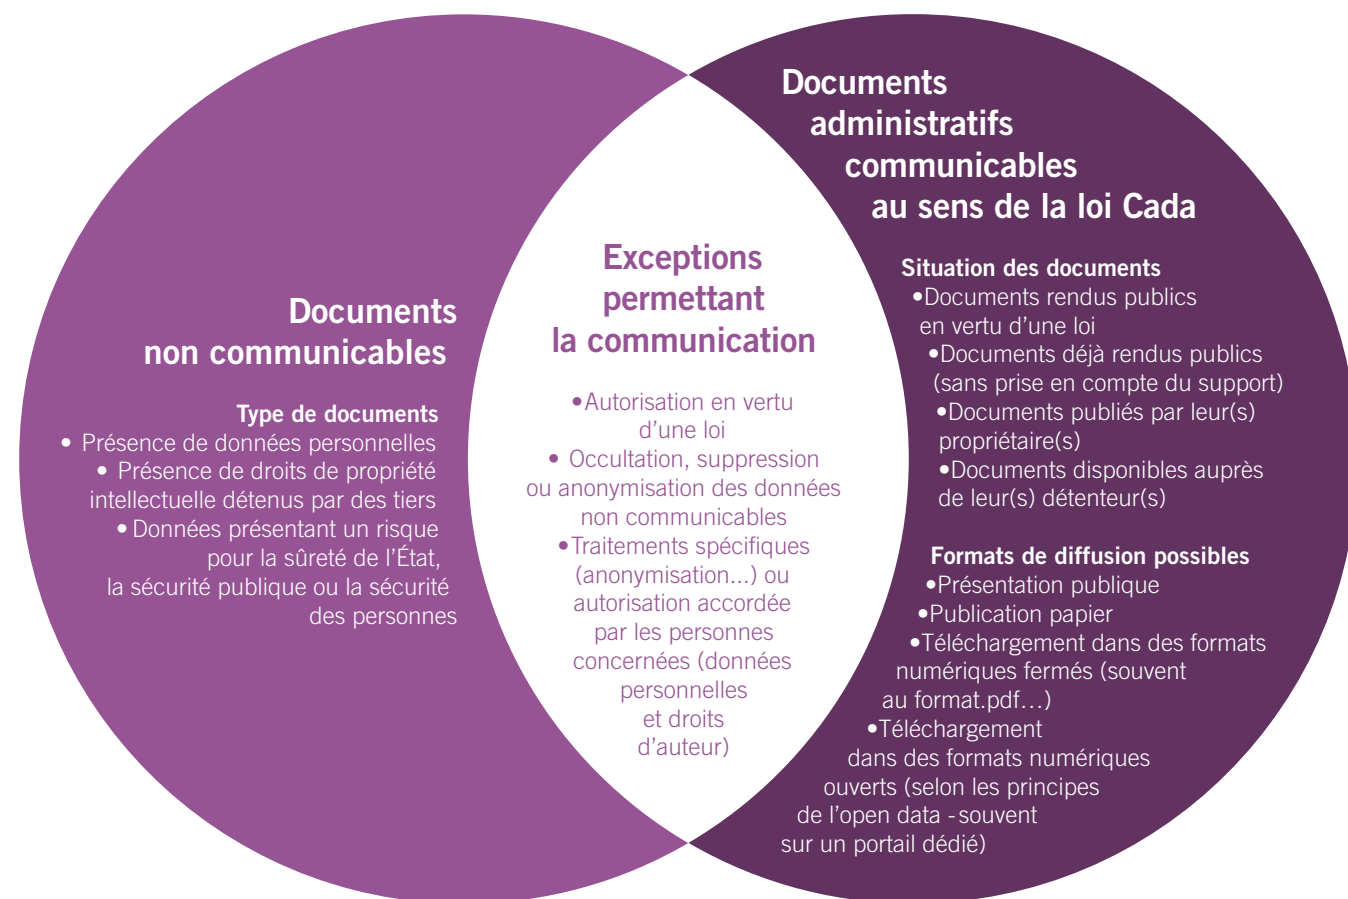 Documents
non communicables
Type de documents
• Présence de données personnelles
• Présence de droits de propriété
intellectuelle détenus par des tiers
• Données présentant un risque
pour la sûreté de l'État,
la sécurité publique ou la sécurité
des personnes
Exceptions
permettant
la communication
•Autorisation en vertu
d'une loi
• Occultation, suppression
ou anonymisation des données
non communicables
•Traitements spécifiques
(anonymisation...) ou
autorisation accordée
par les personnes
concernées (données
personnelles
et droits
d'auteur)
Documents
administratifs
communicables
au sens de la loi Cada
Situation des documents
•Documents rendus publics
en vertu d'une loi
•Documents déjà rendus publics
(sans prise en compte du support)
•Documents publiés par leur(s)
propriétaire(s)
•Documents disponibles auprès
de leur(s) détenteur(s)
Formats de diffusion possibles
•Présentation publique
•Publication papier
•Téléchargement dans des formats
numériques fermés (souvent
au format.pdf...)
•Téléchargement
dans des formats numériques
ouverts (selon les principes
de l'open data - souvent
sur un portail dédié)